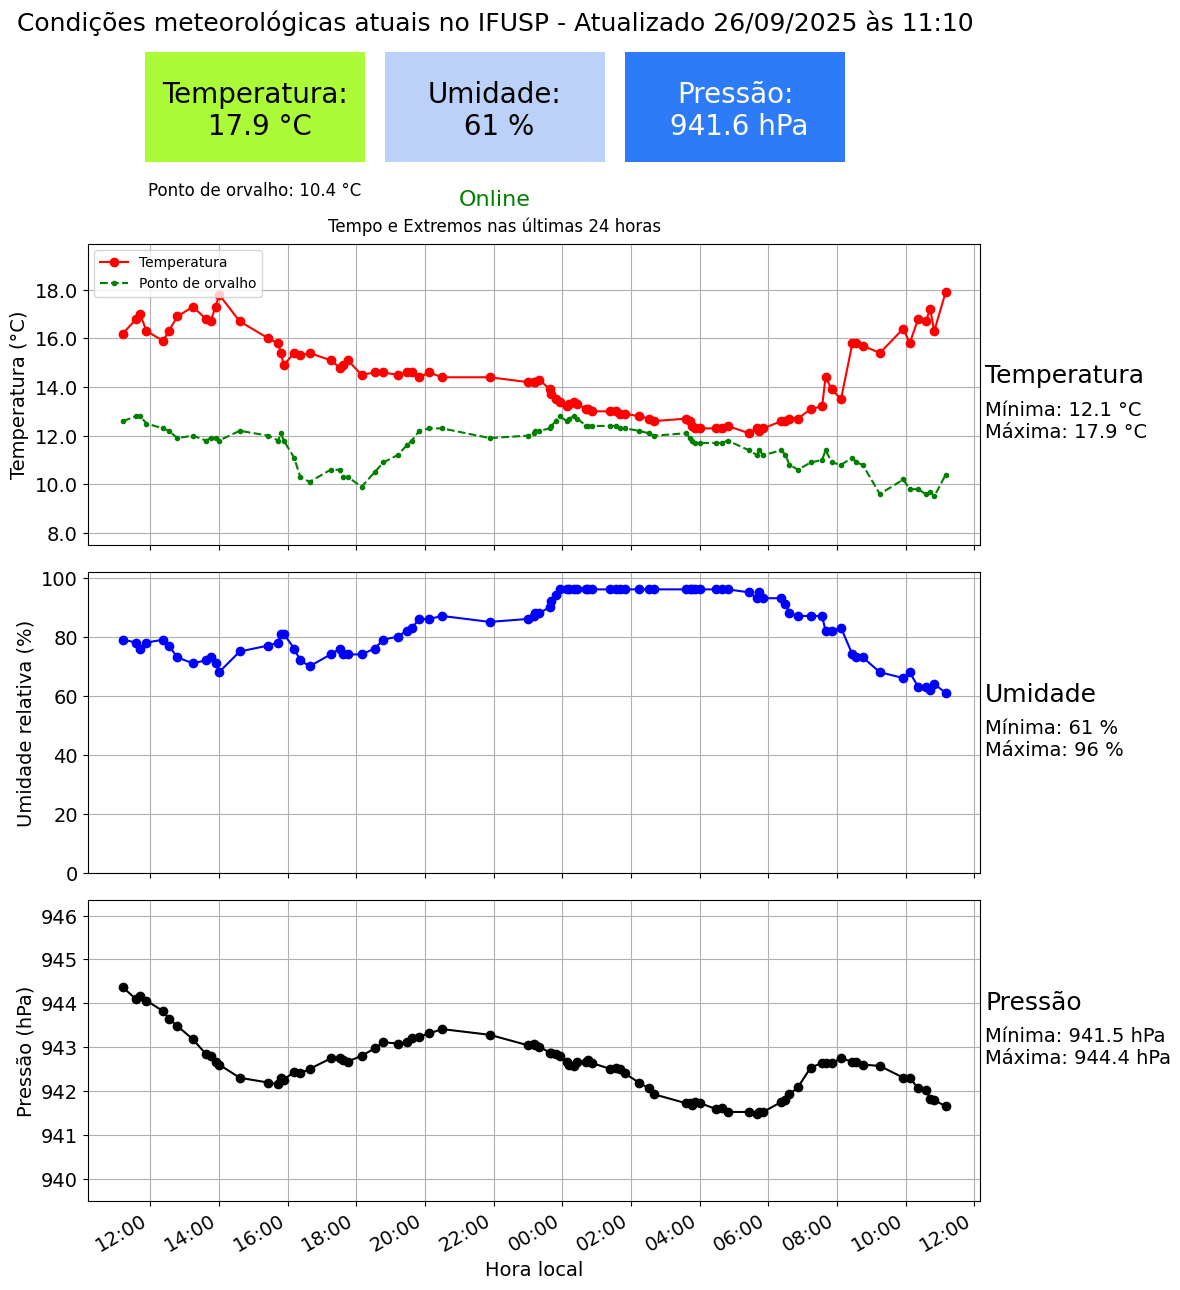 Condições meteorológicas atuais no IFUSP - Atualizado 26/09/2025 às 11:10
Temperatura:
17.9 °C
Umidade:
61 %
Pressão:
941.6 hPa
Ponto de orvalho: 10.4 °C
Online
Tempo e Extremos nas últimas 24 horas
Temperatura
Ponto de orvalho
Temperatura (°C)
18.0
16.0
14.0
12.0
10.0
8.0
Temperatura
Mínima: 12.1 °C
Máxima: 17.9 °C
Umidade relativa (%)
100
80
60
40
20
0
Umidade
Mínima: 61 %
Máxima: 96 %
Pressão (hPa)
946
945
944
943
942
941
940
Pressão
Mínima: 941.5 hPa
Máxima: 944.4 hPa
12:00
14:00
16:00
18:00
20:00
22:00
00:00
02:00
04:00
06:00
08:00
10:00
12:00
Hora local